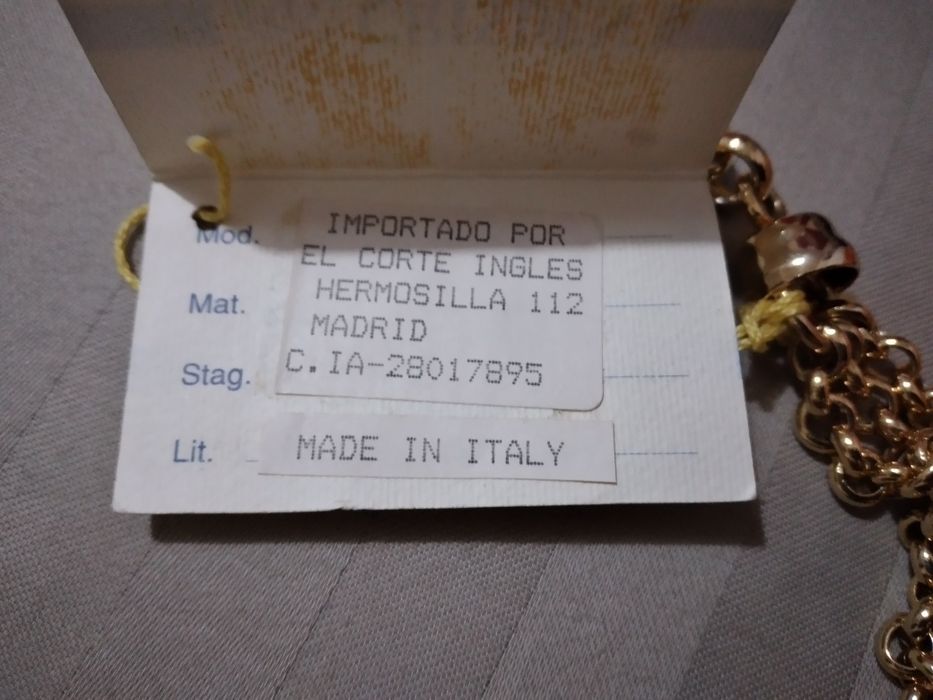 Mod.
IMPORTADO POR
EL CORTE INGLES
Mat.
HERMOSILLA 112
MADRID
Stag.
C.IA-28017895
Lit.
MADE IN ITALY